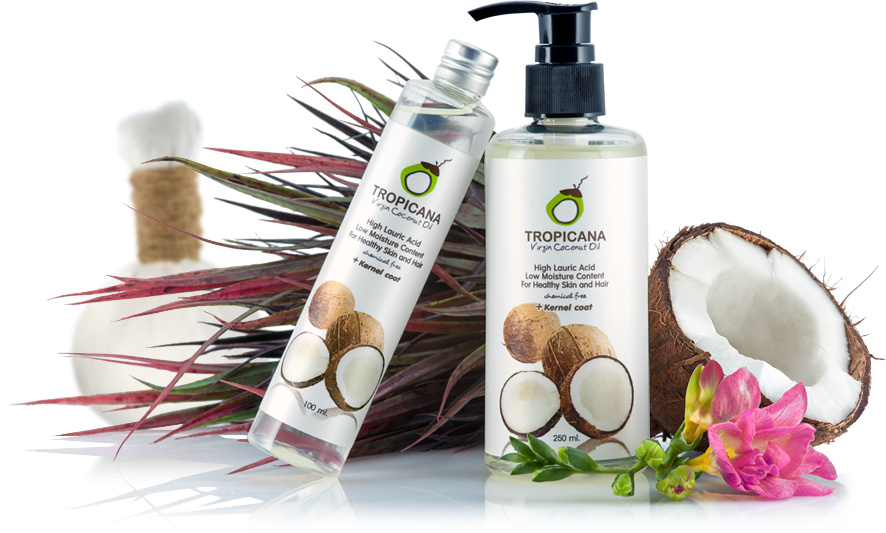 TROPICANA
Virgin Coconut Oil
High Lauric Acid
Low Moisture Content
For Healthy Skin and Hair
chemical free
+ Kernel coat
100 ml.
TROPICANA
Virgin Coconut Oil
High Lauric Acid
Low Moisture Content
For Healthy Skin and Hair
chemical free
+ Kernel coat
250 ml.